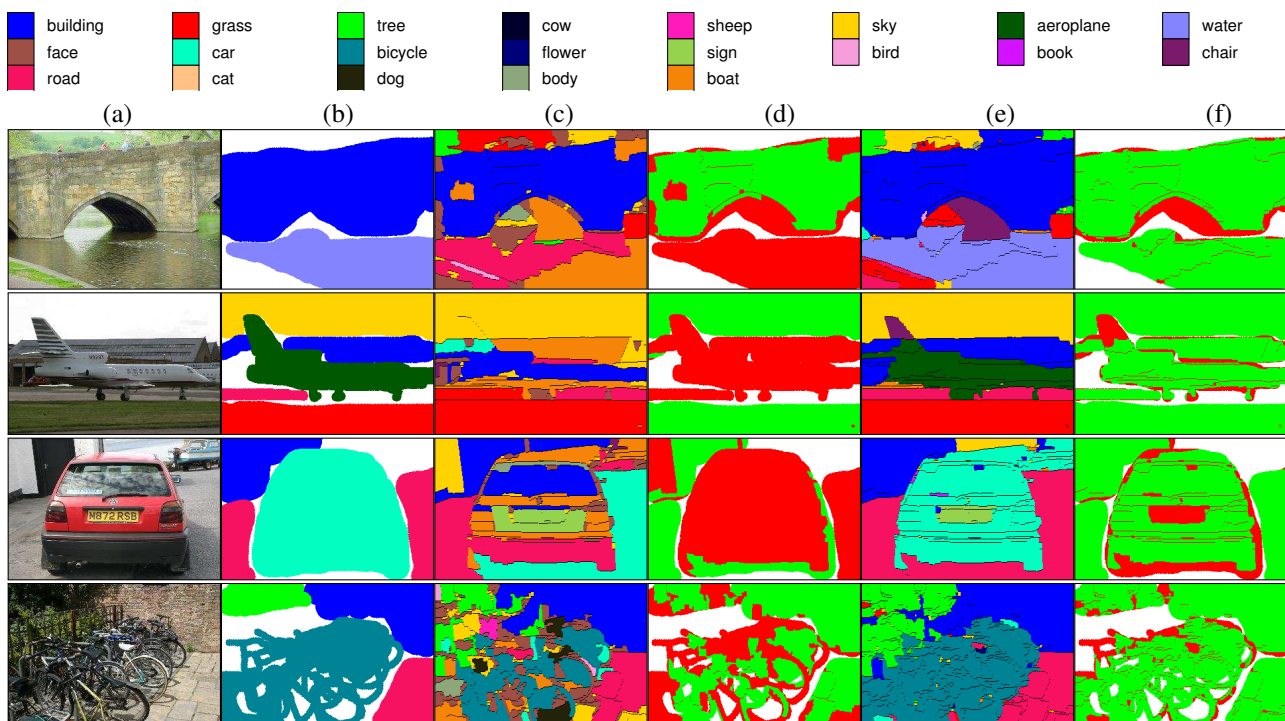 building grass tree cow sheep sky aeroplane water
face car bicycle flower sign bird book chair
road cat dog body boat
(a) (b) (c) (d) (e) (f)
M872 RSB